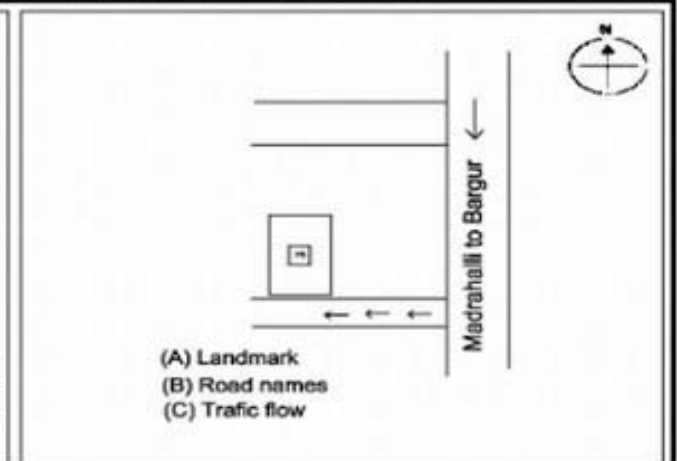 N
Madrahalli to Bargur
(A) Landmark
(B) Road names
(C) Trafic flow